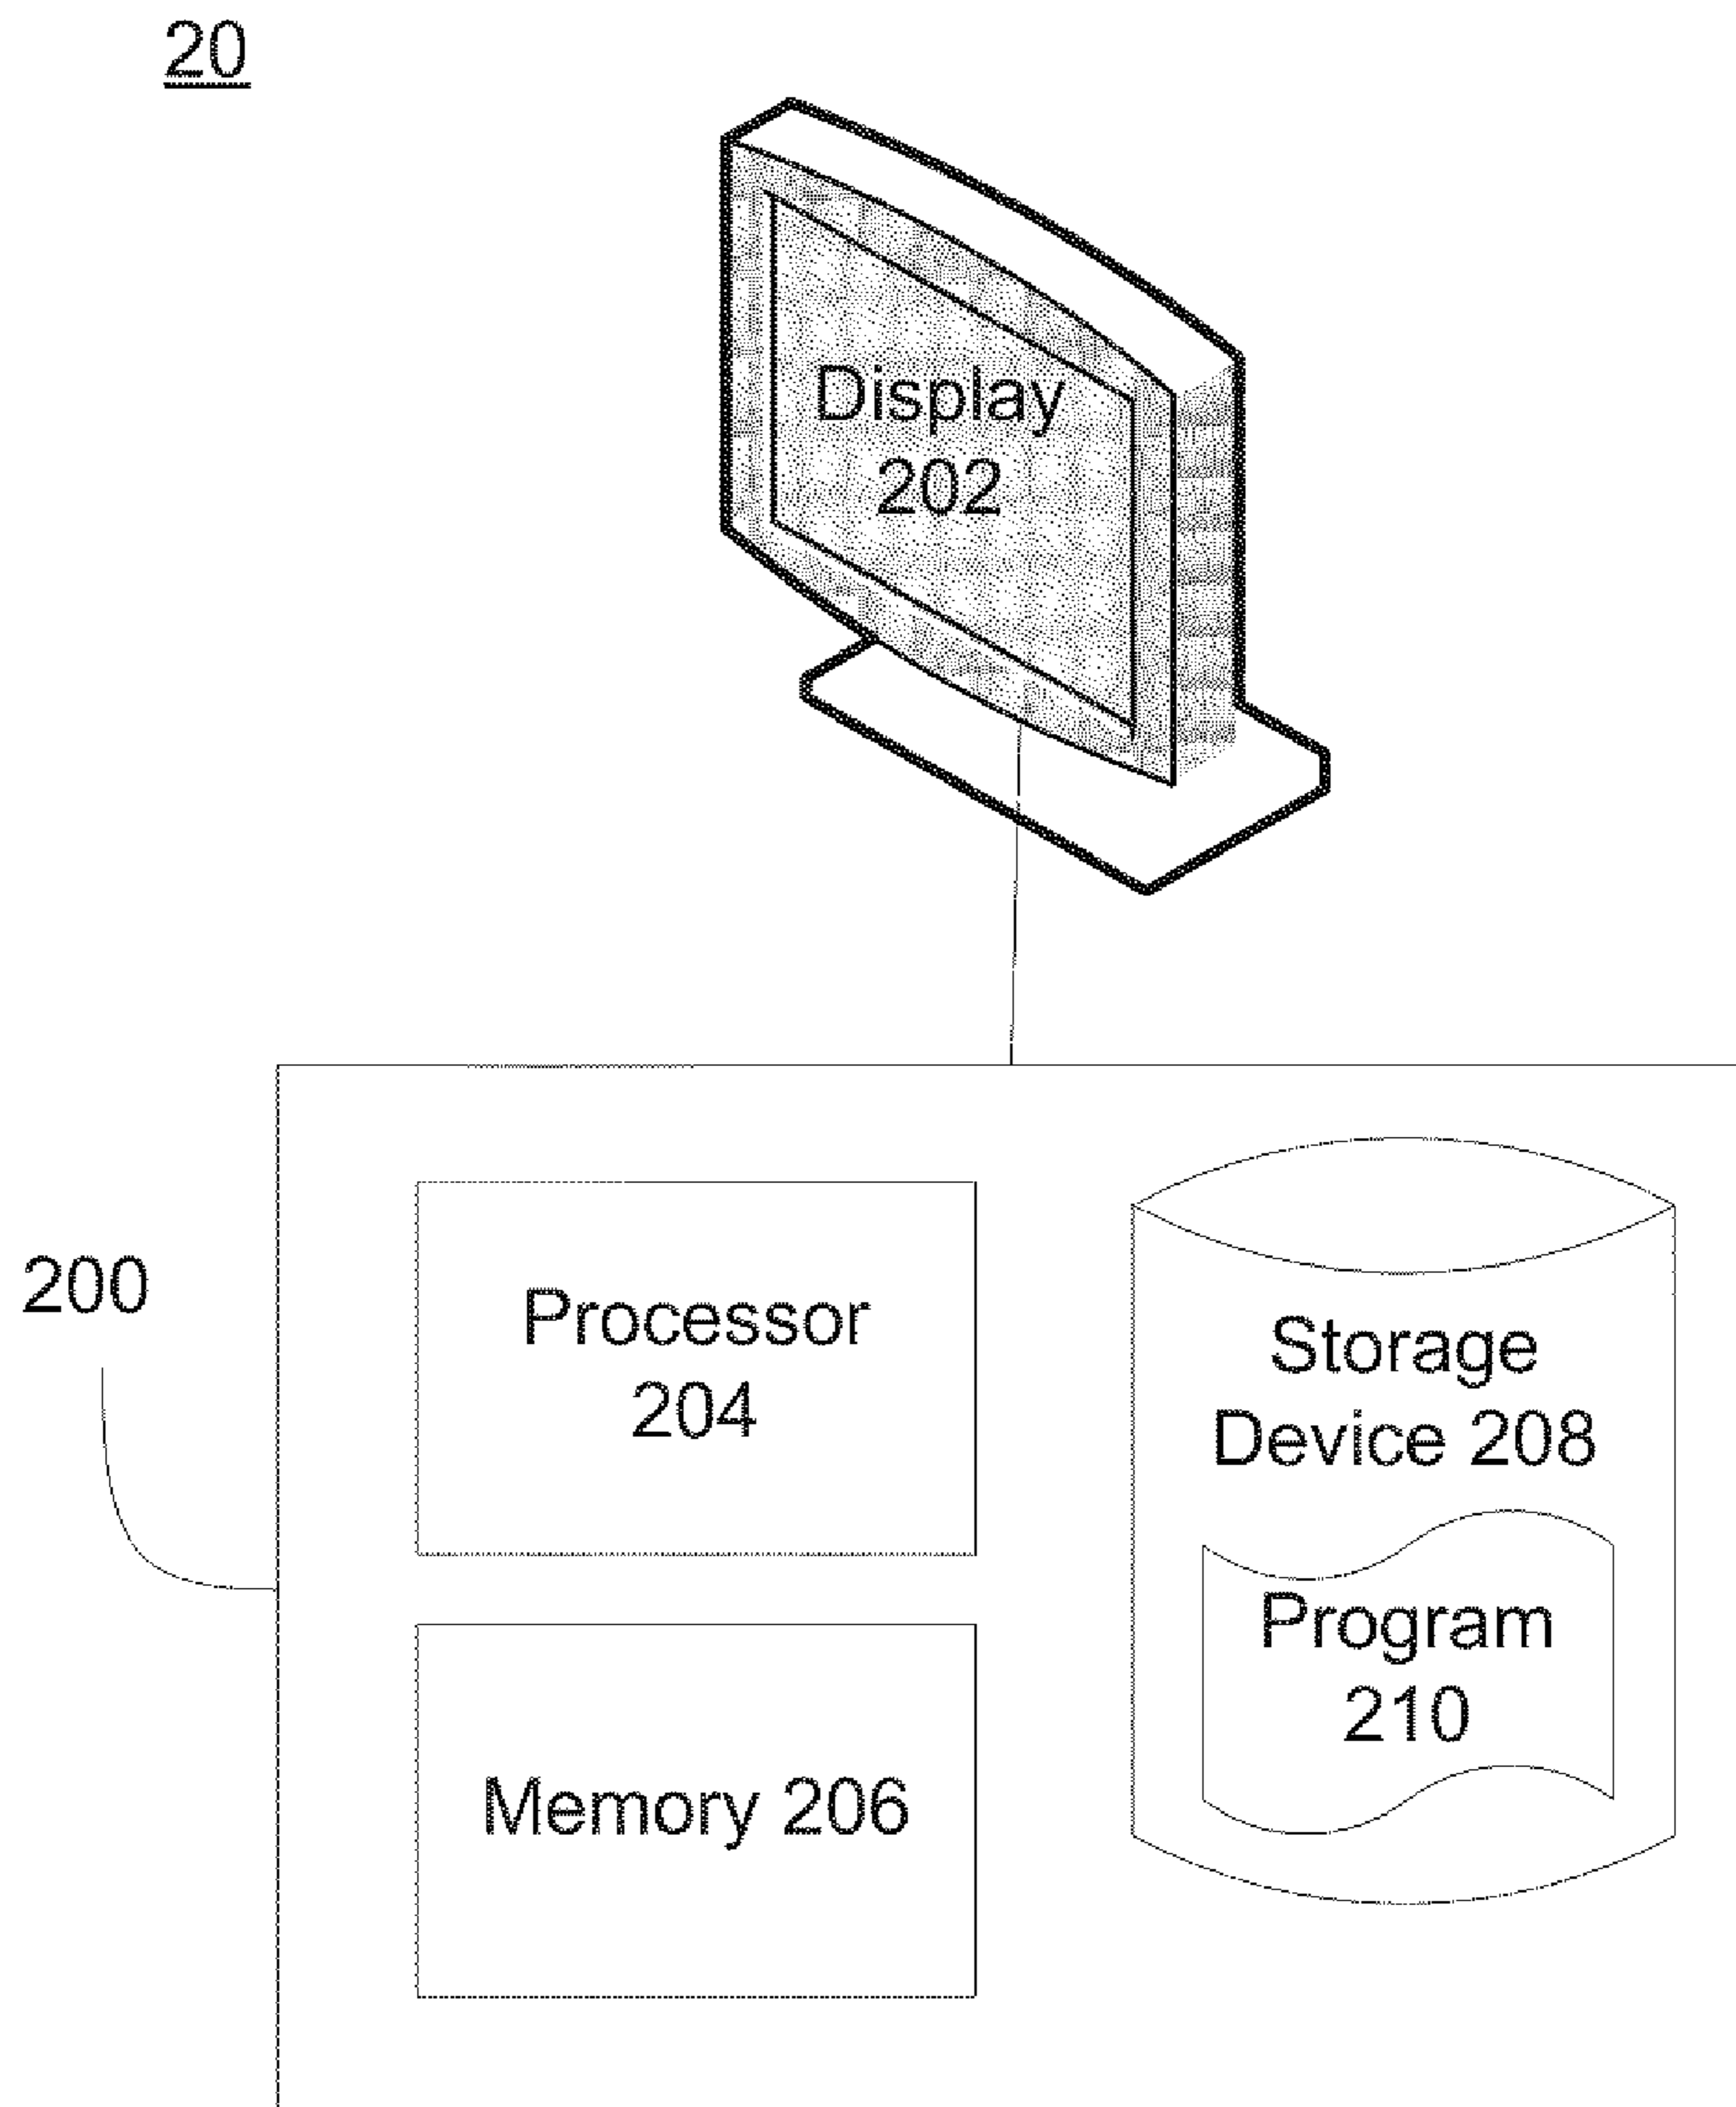 20
Display
202
200
Processor
204
Storage
Device 208
Program
210
Memory 206